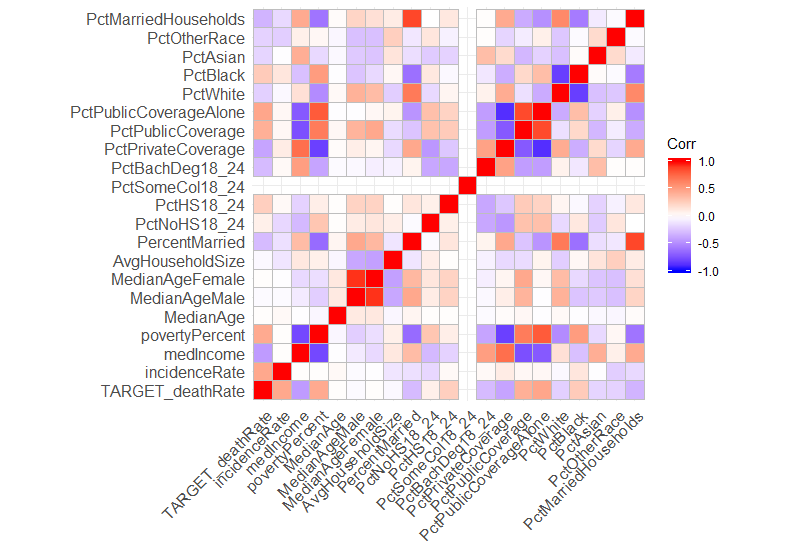 PctMarriedHouseholds
PctOtherRace
PctAsian
PctBlack
PctWhite
PctPublicCoverageAlone
PctPublicCoverage
PctPrivateCoverage
PctBachDeg18_24
PctSomeCol18_24
PctHS18_24
PctNoHS18_24
PercentMarried
AvgHouseholdSize
MedianAgeFemale
MedianAgeMale
MedianAge
povertyPercent
medIncome
incidenceRate
TARGET_deathRate
TARGET_deathRate
incidenceRate
medIncome
povertyPercent
MedianAge
MedianAgeMale
MedianAgeFemale
AvgHouseholdSize
PercentMarried
PctNoHS18_24
PctHS18_24
PctSomeCol18_24
PctBachDeg18_24
PctPrivateCoverage
PctPublicCoverage
PctPublicCoverageAlone
PctWhite
PctBlack
PctAsian
PctOtherRace
PctMarriedHouseholds
Corr
1.0
0.5
0.0
-0.5
-1.0